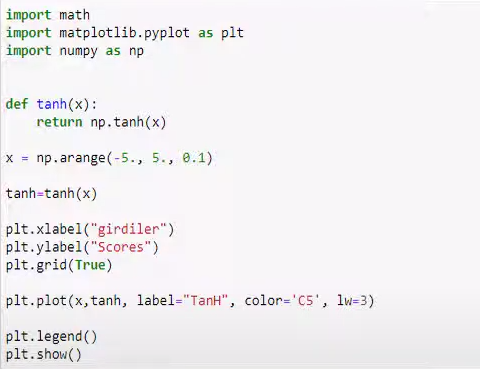 import math
import matplotlib.pyplot as plt
import numpy as np
def tanh(x):
    return np.tanh(x)
x = np.arange(-5., 5., 0.1)
tanh=tanh(x)
plt.xlabel("girdiler")
plt.ylabel("Scores")
plt.grid(True)
plt.plot(x,tanh, label="TanH", color='C5', lw=3)
plt.legend()
plt.show()